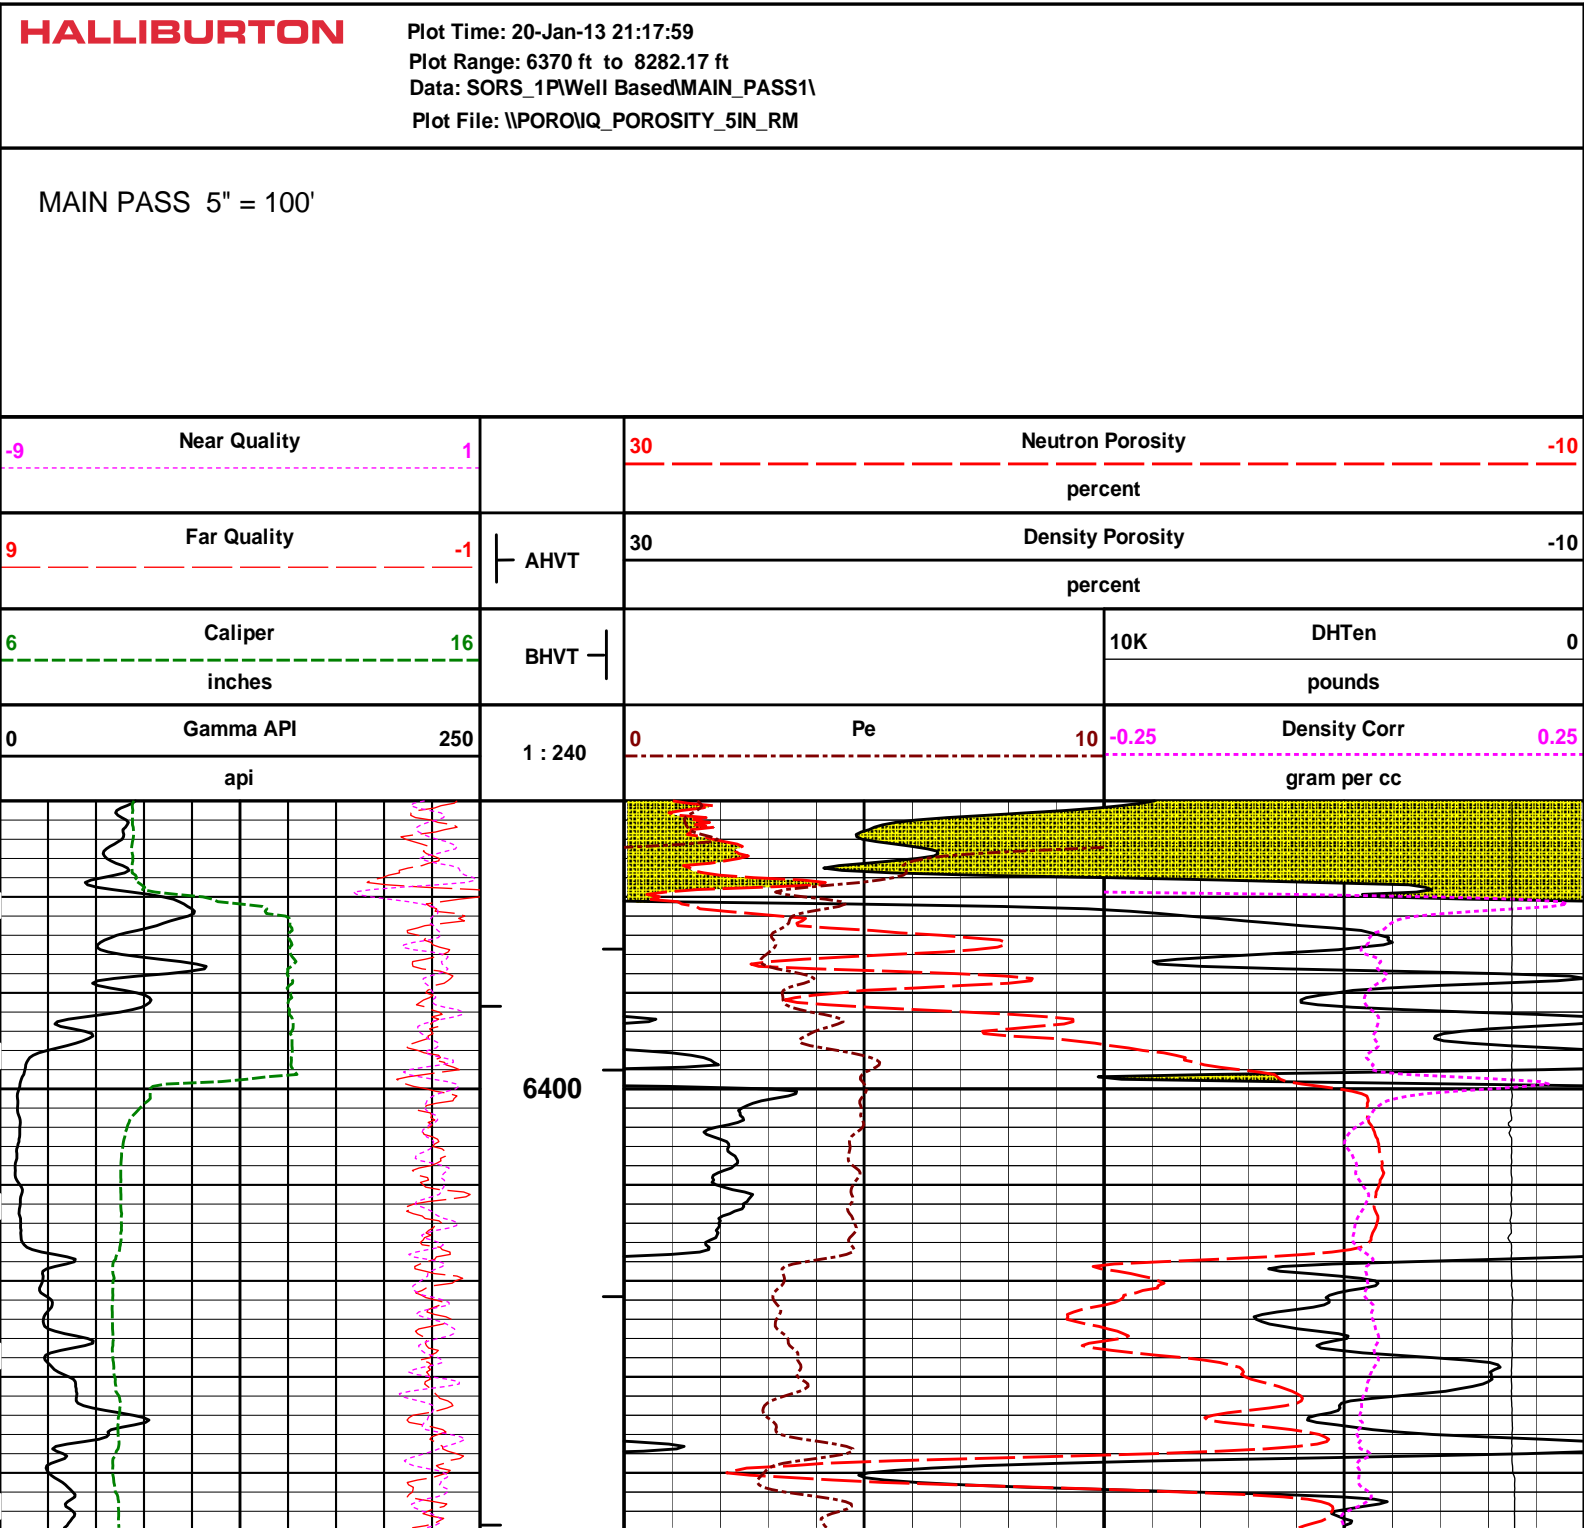 HALLIBURTON
Plot Time: 20-Jan-13 21:17:59
Plot Range: 6370 ft to 8282.17 ft
Data: SORS_1P\Well Based\MAIN_PASS1\
Plot File: \\PORO\IQ_POROSITY_5IN_RM
MAIN PASS 5" = 100'
-9 Near Quality 1
30 Neutron Porosity -10
percent
9 Far Quality -1
AHVT
30 Density Porosity -10
percent
6 Caliper 16
inches
BHVT
10K DHTen 0
pounds
0 Gamma API 250
api
1 : 240
0 Pe 10
-0.25 Density Corr 0.25
gram per cc
6400